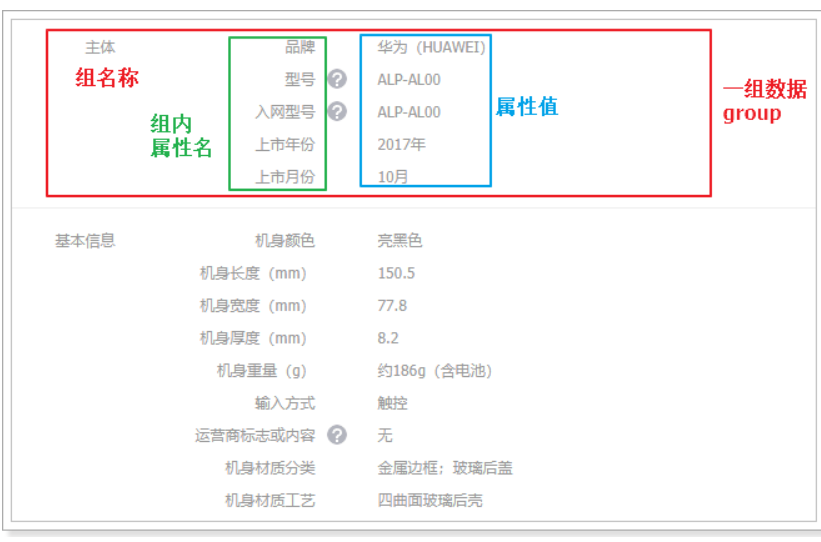 主体 品牌 华为（HUAWEI）
组名称 型号 ? ALP-AL00
入网型号 ? ALP-AL00
组内
属性名
属性值
一组数据
group
上市年份 2017年
上市月份 10月
基本信息 机身颜色 亮黑色
机身长度（mm） 150.5
机身宽度（mm） 77.8
机身厚度（mm） 8.2
机身重量（g） 约186g（含电池）
输入方式 触控
运营商标志或内容 ? 无
机身材质分类 金属边框；玻璃后盖
机身材质工艺 四曲面玻璃后壳